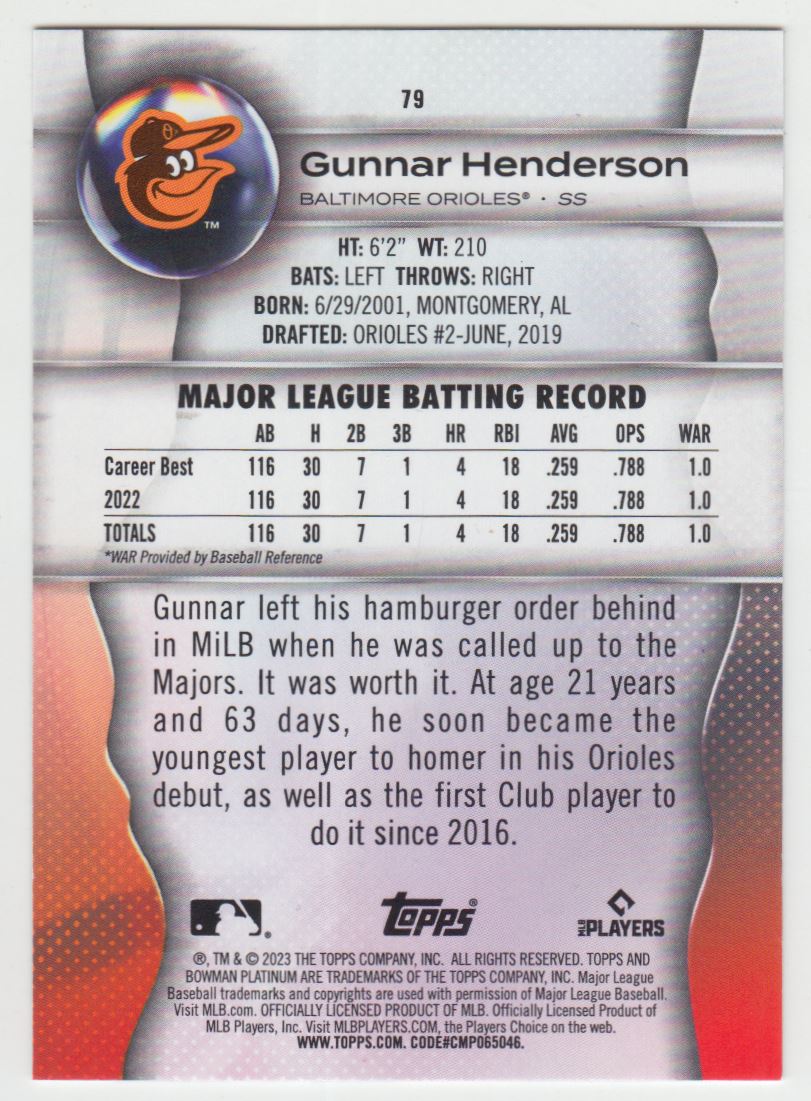 79
Gunnar Henderson
BALTIMORE ORIOLES® · SS
TM
HT: 6'2" WT: 210
BATS: LEFT THROWS: RIGHT
BORN: 6/29/2001, MONTGOMERY, AL
DRAFTED: ORIOLES #2-JUNE, 2019
MAJOR LEAGUE BATTING RECORD
AB H 2B 3B HR RBI AVG OPS WAR
Career Best 116 30 7 1 4 18 .259 .788 1.0
2022 116 30 7 1 4 18 .259 .788 1.0
TOTALS 116 30 7 1 4 18 .259 .788 1.0
*WAR Provided by Baseball Reference
Gunnar left his hamburger order behind
in MiLB when he was called up to the
Majors. It was worth it. At age 21 years
and 63 days, he soon became the
youngest player to homer in his Orioles
debut, as well as the first Club player to
do it since 2016.
® TOPPS® MLB PLAYERS
®, TM & © 2023 THE TOPPS COMPANY, INC. ALL RIGHTS RESERVED. TOPPS AND
BOWMAN PLATINUM ARE TRADEMARKS OF THE TOPPS COMPANY, INC. Major League
Baseball trademarks and copyrights are used with permission of Major League Baseball.
Visit MLB.com. OFFICIALLY LICENSED PRODUCT OF MLB. Officially Licensed Product of
MLB Players, Inc. Visit MLBPLAYERS.COM, the Players Choice on the web.
WWW.TOPPS.COM. CODE#CMP065046.